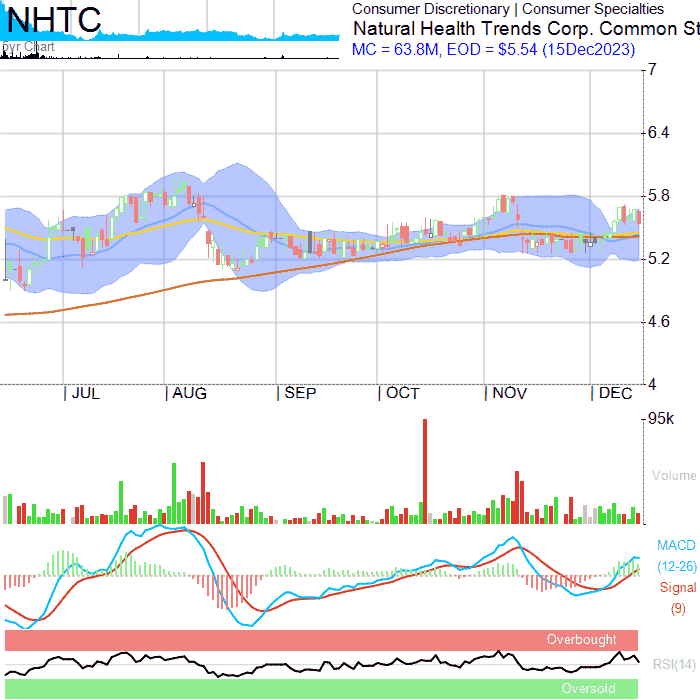 NHTC
5yr Chart
Consumer Discretionary | Consumer Specialties
Natural Health Trends Corp. Common St
MC = 63.8M, EOD = $5.54 (15Dec2023)
7
6.4
5.8
5.2
4.6
4
| JUL | AUG | SEP | OCT | NOV | DEC
95k
Volume
MACD
(12-26)
Signal
(9)
Overbought
RSI(14)
Oversold